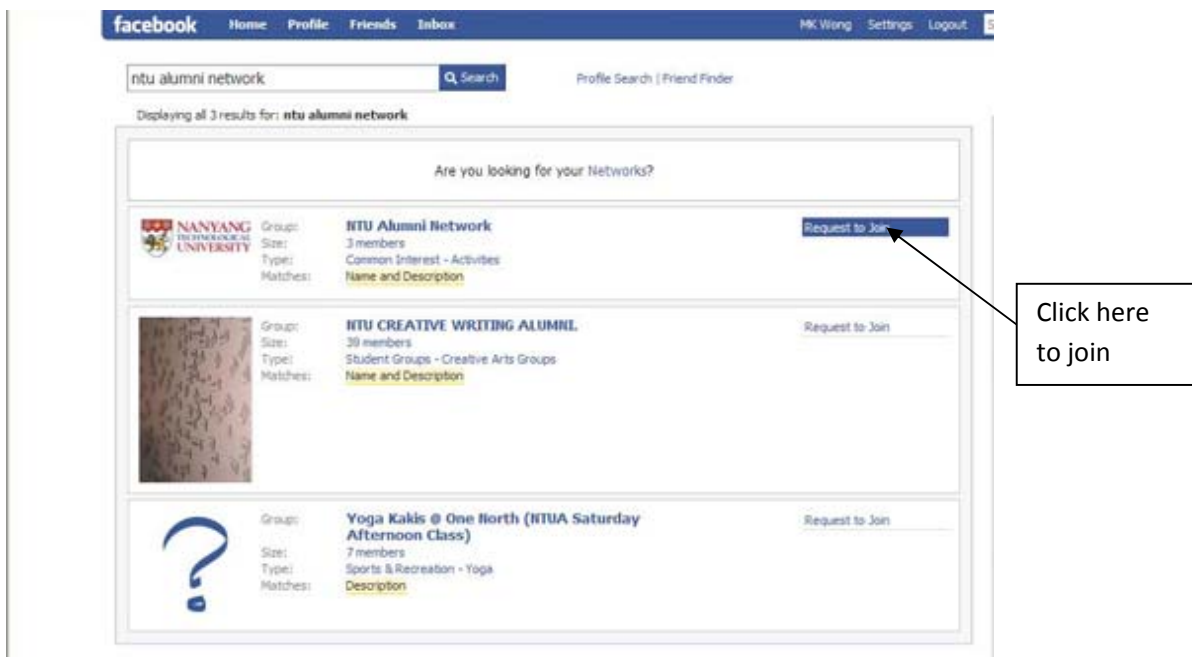 facebook Home Profile Friends Inbox MK Wong Settings Logout S
ntu alumni network Search Profile Search | Friend Finder
Displaying all 3 results for: ntu alumni network
Are you looking for your Networks?
NANYANG
TECHNOLOGICAL
UNIVERSITY
Group: NTU Alumni Network Request to Join
Size: 3 members
Type: Common Interest - Activities
Matches: Name and Description
Click here
to join
Group: NTU CREATIVE WRITING ALUMNI. Request to Join
Size: 39 members
Type: Student Groups - Creative Arts Groups
Matches: Name and Description
Group: Yoga Kakis @ One North (NTUA Saturday Request to Join
Afternoon Class)
Size: 7 members
Type: Sports & Recreation - Yoga
Matches: Description